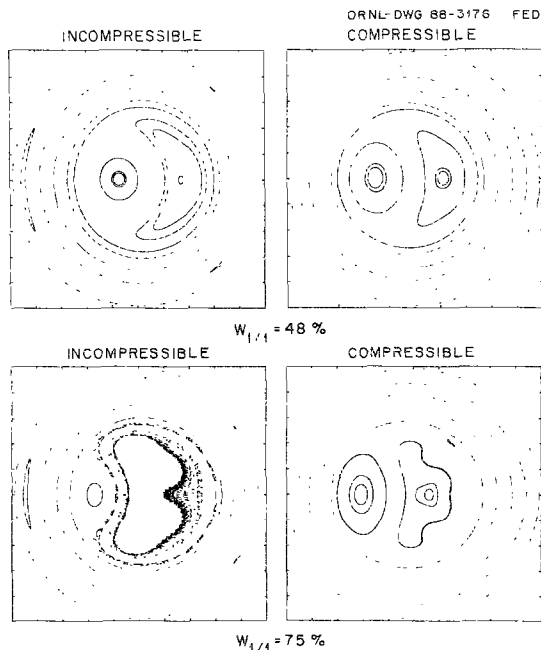 ORNL-DWG 88-3176 FED
INCOMPRESSIBLE COMPRESSIBLE
W1/1 = 48 %
INCOMPRESSIBLE COMPRESSIBLE
W1/1 = 75 %